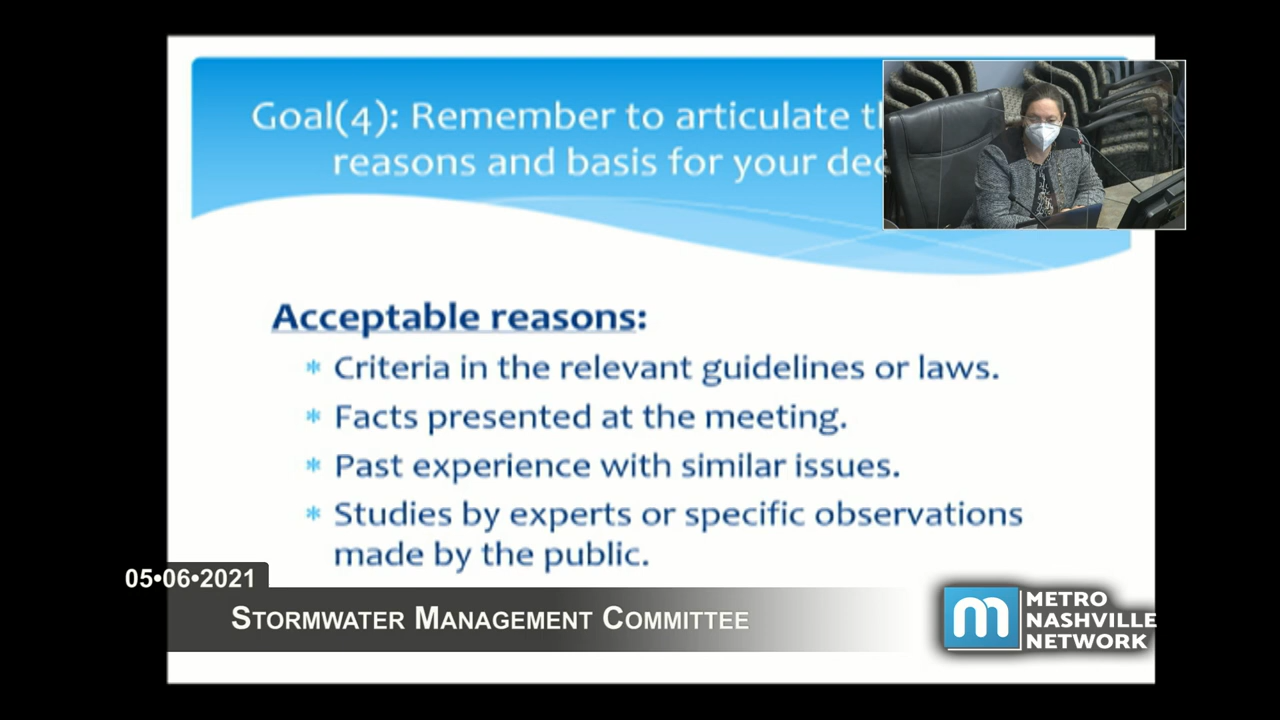 Goal(4): Remember to articulate
reasons and basis for your
Acceptable reasons:
* Criteria in the relevant guidelines or laws.
* Facts presented at the meeting.
* Past experience with similar issues.
* Studies by experts or specific observations
made by the public.
05•06•2021
Stormwater Management Committee
m METRO
NASHVILLE
NETWORK